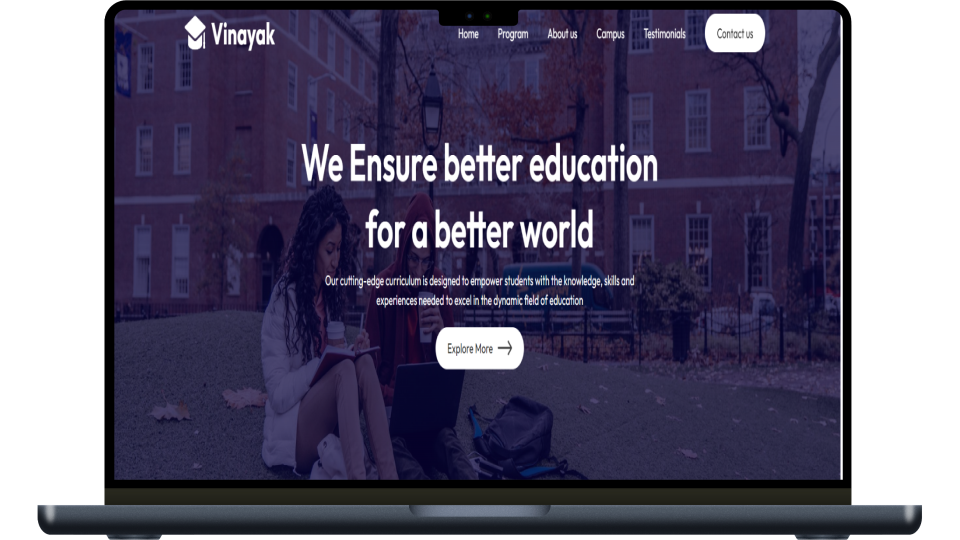 Vinayak
Home Program About us Campus Testimonials Contact us
We Ensure better education
for a better world
Our cutting-edge curriculum is designed to empower students with the knowledge, skills and
experiences needed to excel in the dynamic field of education
Explore More